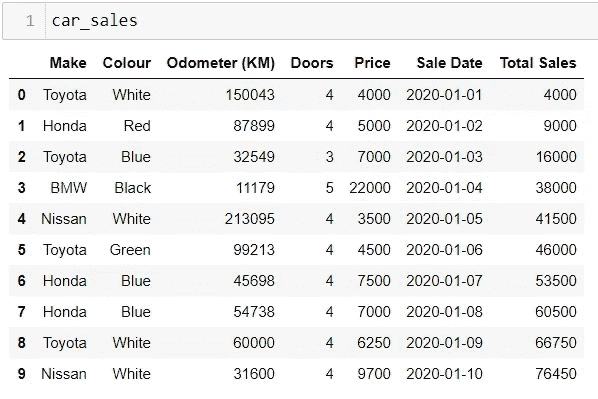 1 car_sales
Make Colour Odometer (KM) Doors Price Sale Date Total Sales
0 Toyota White 150043 4 4000 2020-01-01 4000
1 Honda Red 87899 4 5000 2020-01-02 9000
2 Toyota Blue 32549 3 7000 2020-01-03 16000
3 BMW Black 11179 5 22000 2020-01-04 38000
4 Nissan White 213095 4 3500 2020-01-05 41500
5 Toyota Green 99213 4 4500 2020-01-06 46000
6 Honda Blue 45698 4 7500 2020-01-07 53500
7 Honda Blue 54738 4 7000 2020-01-08 60500
8 Toyota White 60000 4 6250 2020-01-09 66750
9 Nissan White 31600 4 9700 2020-01-10 76450